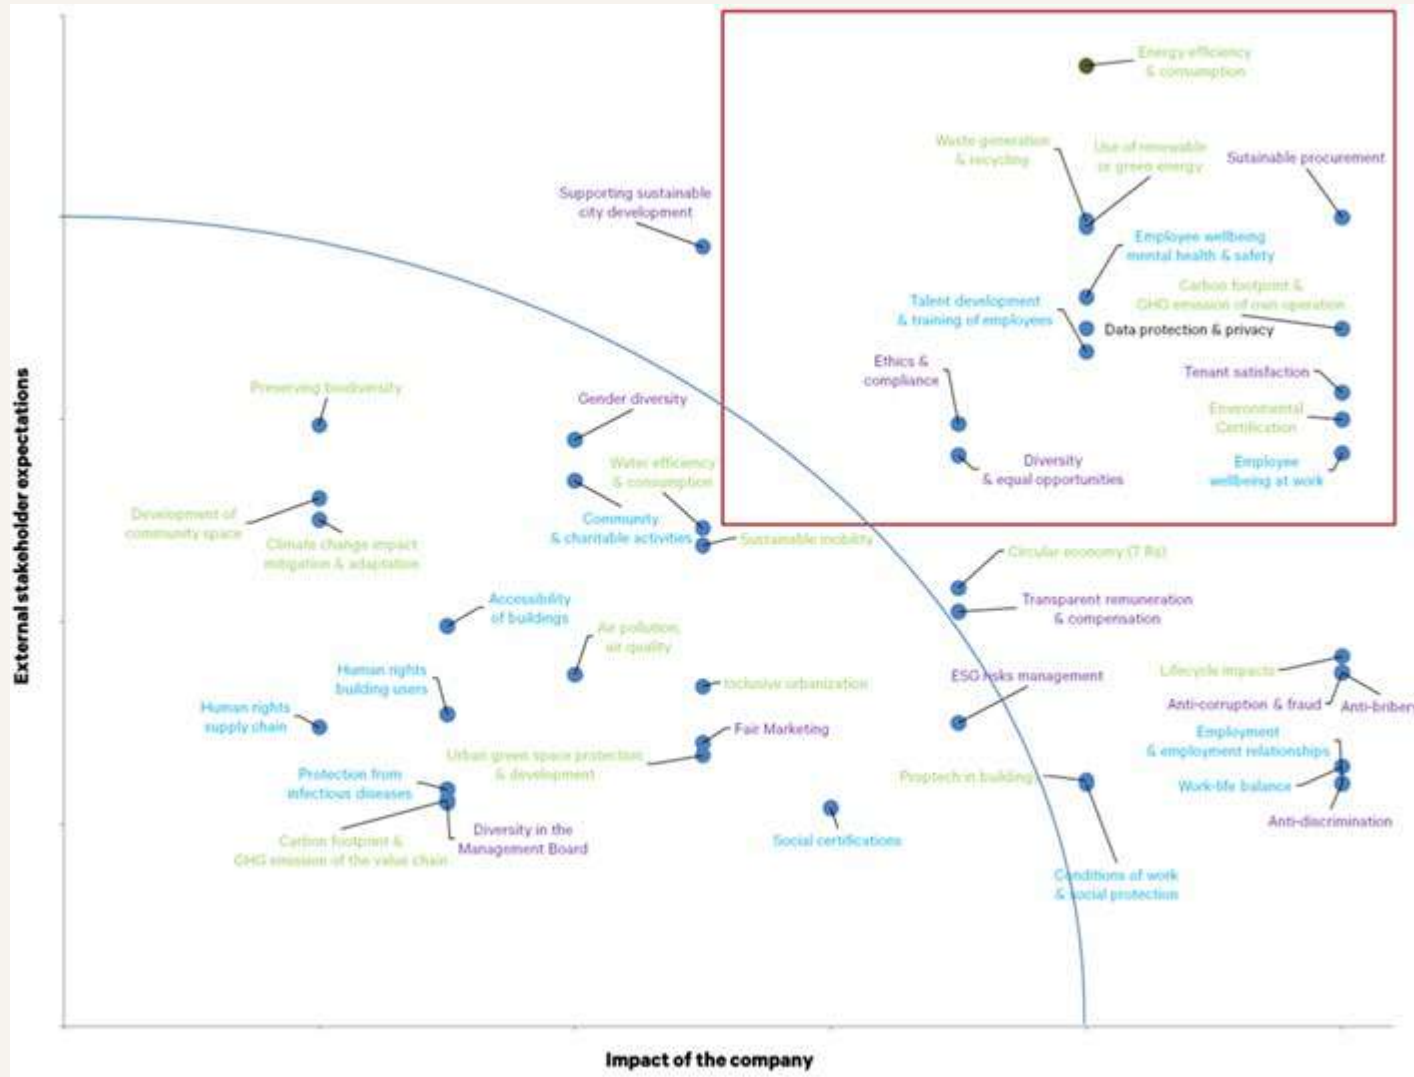 Energy efficiency
& consumption
Waste generation
& recycling
Use of renewable
or green energy
Sutainable procurement
Supporting sustainable
city development
Employee wellbeing
mental health & safety
Carbon footprint &
GHG emission of own operation
Talent development
& training of employees
Data protection & privacy
Ethics &
compliance
Tenant satisfaction
Preserving biodiversity
Gender diversity
Environmental
Certification
Water efficiency
& consumption
Diversity
& equal opportunities
Employee
wellbeing at work
Development of
community space
Community
& charitable activities
Sustainable mobility
Climate change impact
mitigation & adaptation
Circular economy (7 Rs)
Accessibility
of buildings
Transparent remuneration
& compensation
Air pollution,
air quality
Human rights
building users
Inclusive urbanization
ESG risks management
Lifecycle impacts
Anti-corruption & fraud
Anti-bribery
Human rights
supply chain
Fair Marketing
Employment
& employment relationships
Urban green space protection
& development
Protection from
infectious diseases
Proptech in building
Work-life balance
Carbon footprint &
GHG emission of the value chain
Diversity in the
Management Board
Social certifications
Anti-discrimination
Conditions of work
& social protection
External stakeholder expectations
Impact of the company